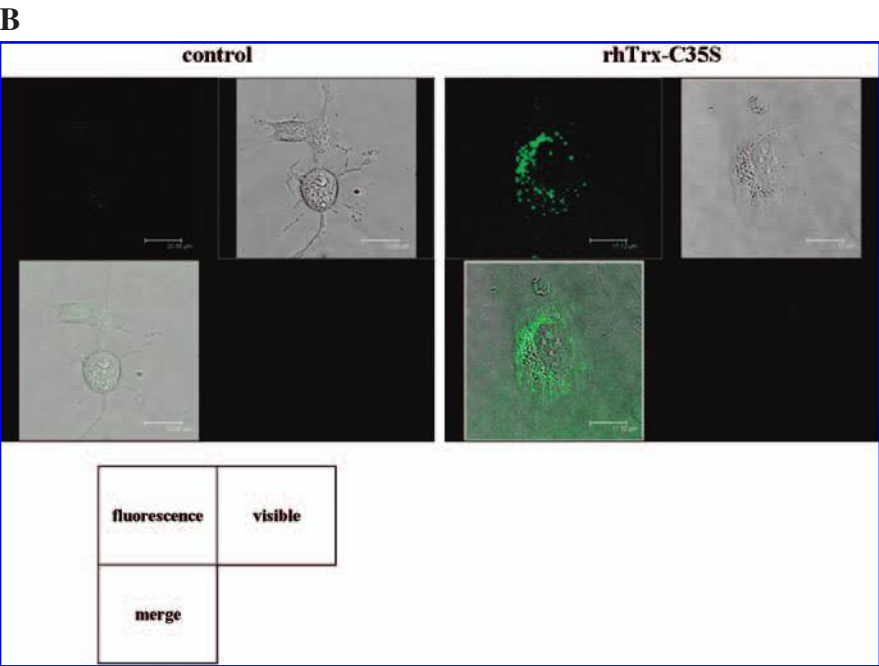 B
control
rhTrx-C35S
fluorescence
visible
merge